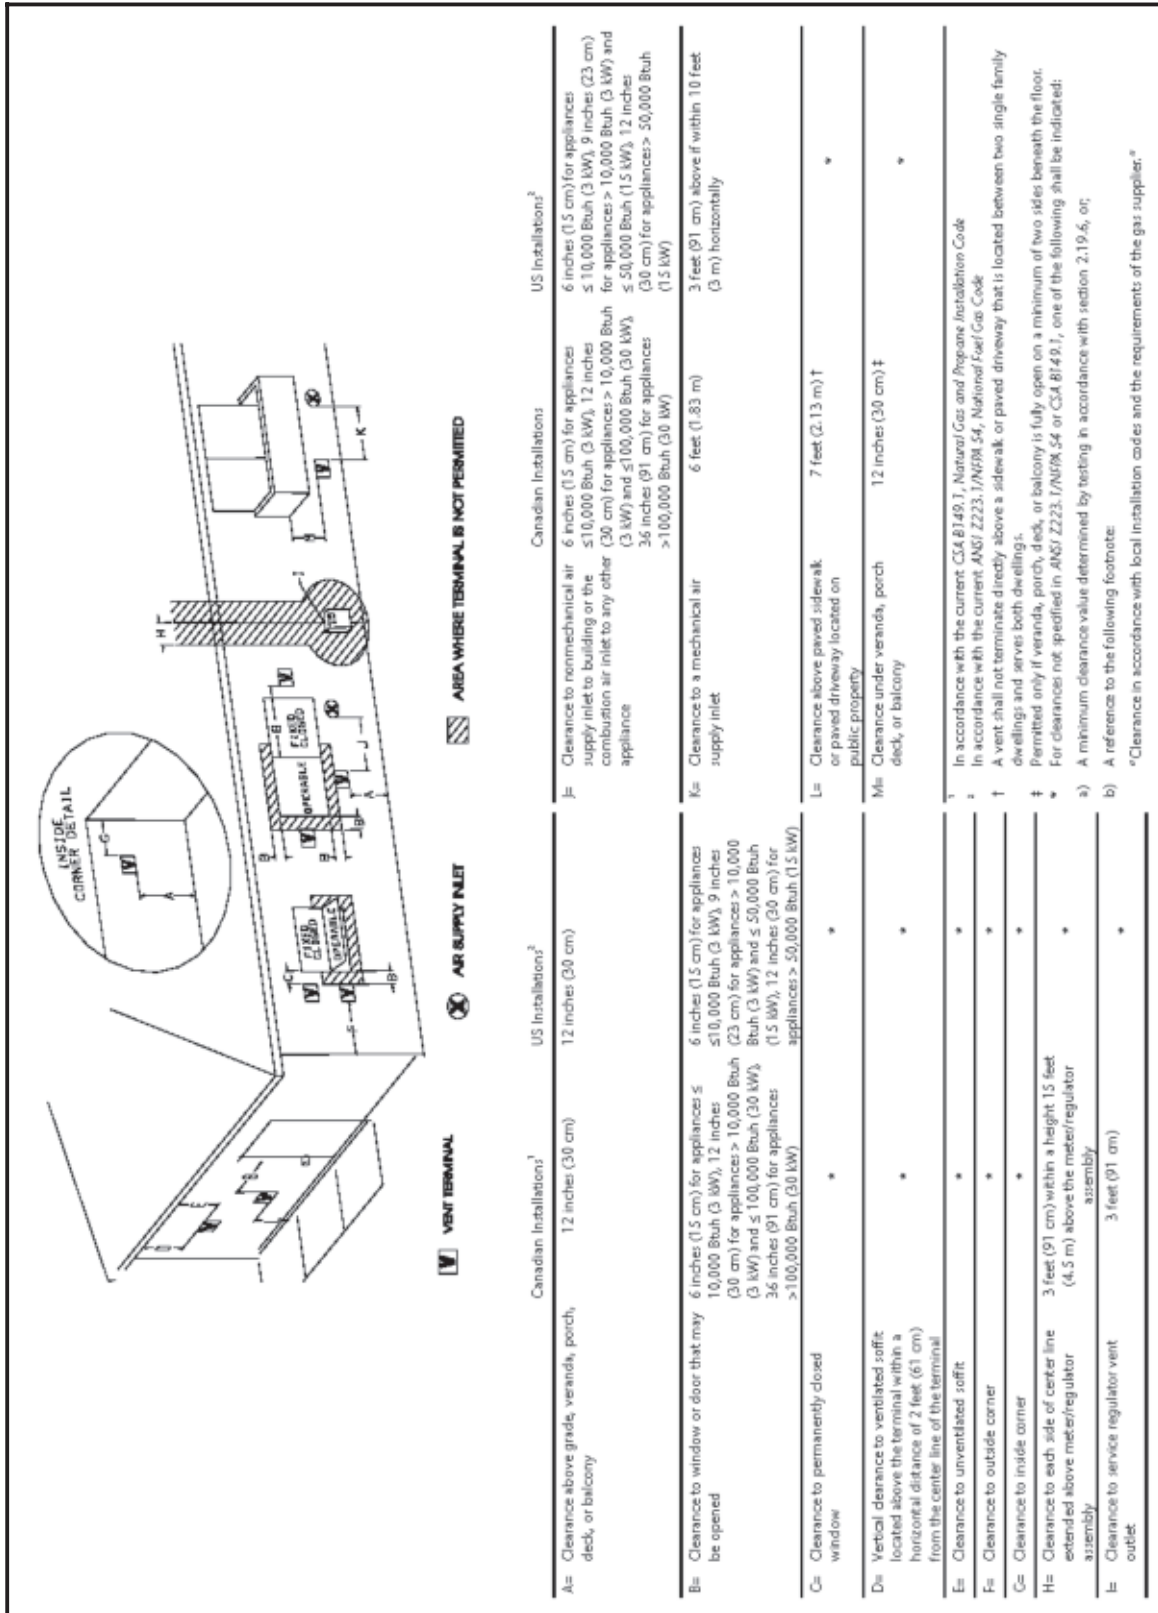 INSIDE
CORNER DETAIL
G
A
D
E
B
L
F
C
B
FIXED
CLOSED
OPERABLE
V
B
B
B
B
OPERABLE
FIXED
CLOSED
A
J
H
I
M
K
V VENT TERMINAL
X AIR SUPPLY INLET
AREA WHERE TERMINAL IS NOT PERMITTED
Canadian Installations¹
US Installations²
A= Clearance above grade, veranda, porch,
deck, or balcony
12 inches (30 cm)
12 inches (30 cm)
B= Clearance to window or door that may
be opened
6 inches (15 cm) for appliances ≤
10,000 Btuh (3 kW), 12 inches
(30 cm) for appliances > 10,000 Btuh
(3 kW) and ≤ 100,000 Btuh (30 kW),
36 inches (91 cm) for appliances
>100,000 Btuh (30 kW)
6 inches (15 cm) for appliances
≤10,000 Btuh (3 kW), 9 inches
(23 cm) for appliances > 10,000
Btuh (3 kW) and ≤ 50,000 Btuh
(15 kW), 12 inches (30 cm) for
appliances > 50,000 Btuh (15 kW)
C= Clearance to permanently closed
window
*
*
D= Vertical clearance to ventilated soffit
located above the terminal within a
horizontal distance of 2 feet (61 cm)
from the center line of the terminal
*
*
E= Clearance to unventilated soffit
*
*
F= Clearance to outside corner
*
*
G= Clearance to inside corner
*
*
H= Clearance to each side of center line
extended above meter/regulator
assembly
3 feet (91 cm) within a height 15 feet
(4.5 m) above the meter/regulator
assembly
*
I= Clearance to service regulator vent
outlet
3 feet (91 cm)
*
Canadian Installations
US Installations²
J= Clearance to nonmechanical air
supply inlet to building or the
combustion air inlet to any other
appliance
6 inches (15 cm) for appliances
≤10,000 Btuh (3 kW), 12 inches
(30 cm) for appliances > 10,000 Btuh
(3 kW) and ≤100,000 Btuh (30 kW),
36 inches (91 cm) for appliances
>100,000 Btuh (30 kW)
6 inches (15 cm) for appliances
≤ 10,000 Btuh (3 kW), 9 inches (23 cm)
for appliances > 10,000 Btuh (3 kW) and
≤ 50,000 Btuh (15 kW), 12 inches
(30 cm) for appliances > 50,000 Btuh
(15 kW)
K= Clearance to a mechanical air
supply inlet
6 feet (1.83 m)
3 feet (91 cm) above if within 10 feet
(3 m) horizontally
L= Clearance above paved sidewalk
or paved driveway located on
public property
7 feet (2.13 m) †
*
M= Clearance under veranda, porch
deck, or balcony
12 inches (30 cm) ‡
*
¹ In accordance with the current CSA B149.1, Natural Gas and Propane Installation Code
² In accordance with the current ANSI Z223.1/NFPA 54, National Fuel Gas Code
† A vent shall not terminate directly above a sidewalk or paved driveway that is located between two single family
dwellings and serves both dwellings.
‡ Permitted only if veranda, porch, deck, or balcony is fully open on a minimum of two sides beneath the floor.
* For clearances not specified in ANSI Z223.1/NFPA 54 or CSA B149.1, one of the following shall be indicated:
a) A minimum clearance value determined by testing in accordance with section 2.19.6, or;
b) A reference to the following footnote:
"Clearance in accordance with local installation codes and the requirements of the gas supplier."